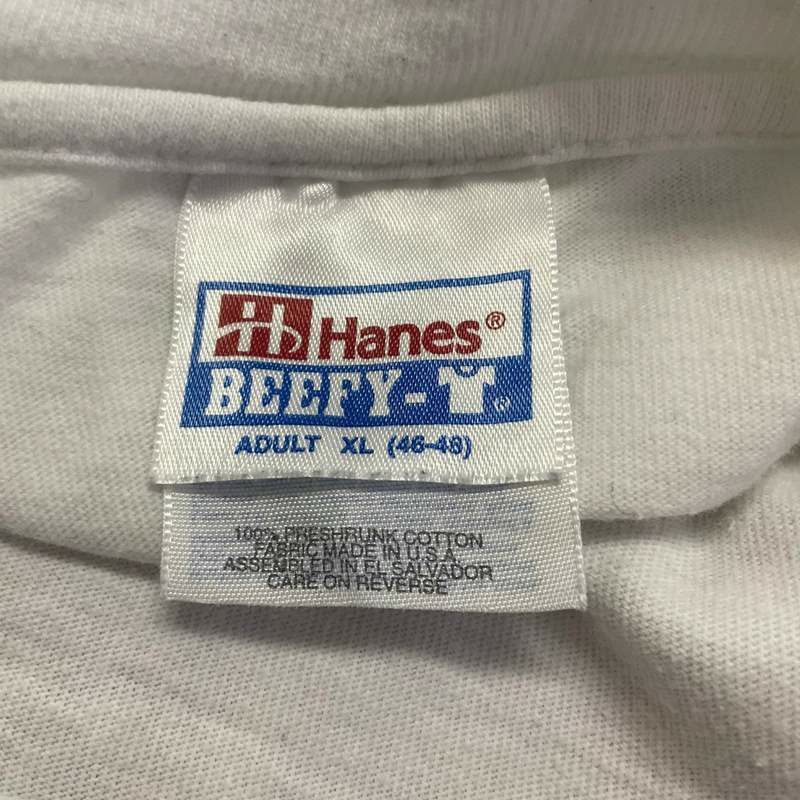 H Hanes®
BEEFY-T®
ADULT XL (46-48)
100% PRESHRUNK COTTON
FABRIC MADE IN U.S.A.
ASSEMBLED IN EL SALVADOR
CARE ON REVERSE